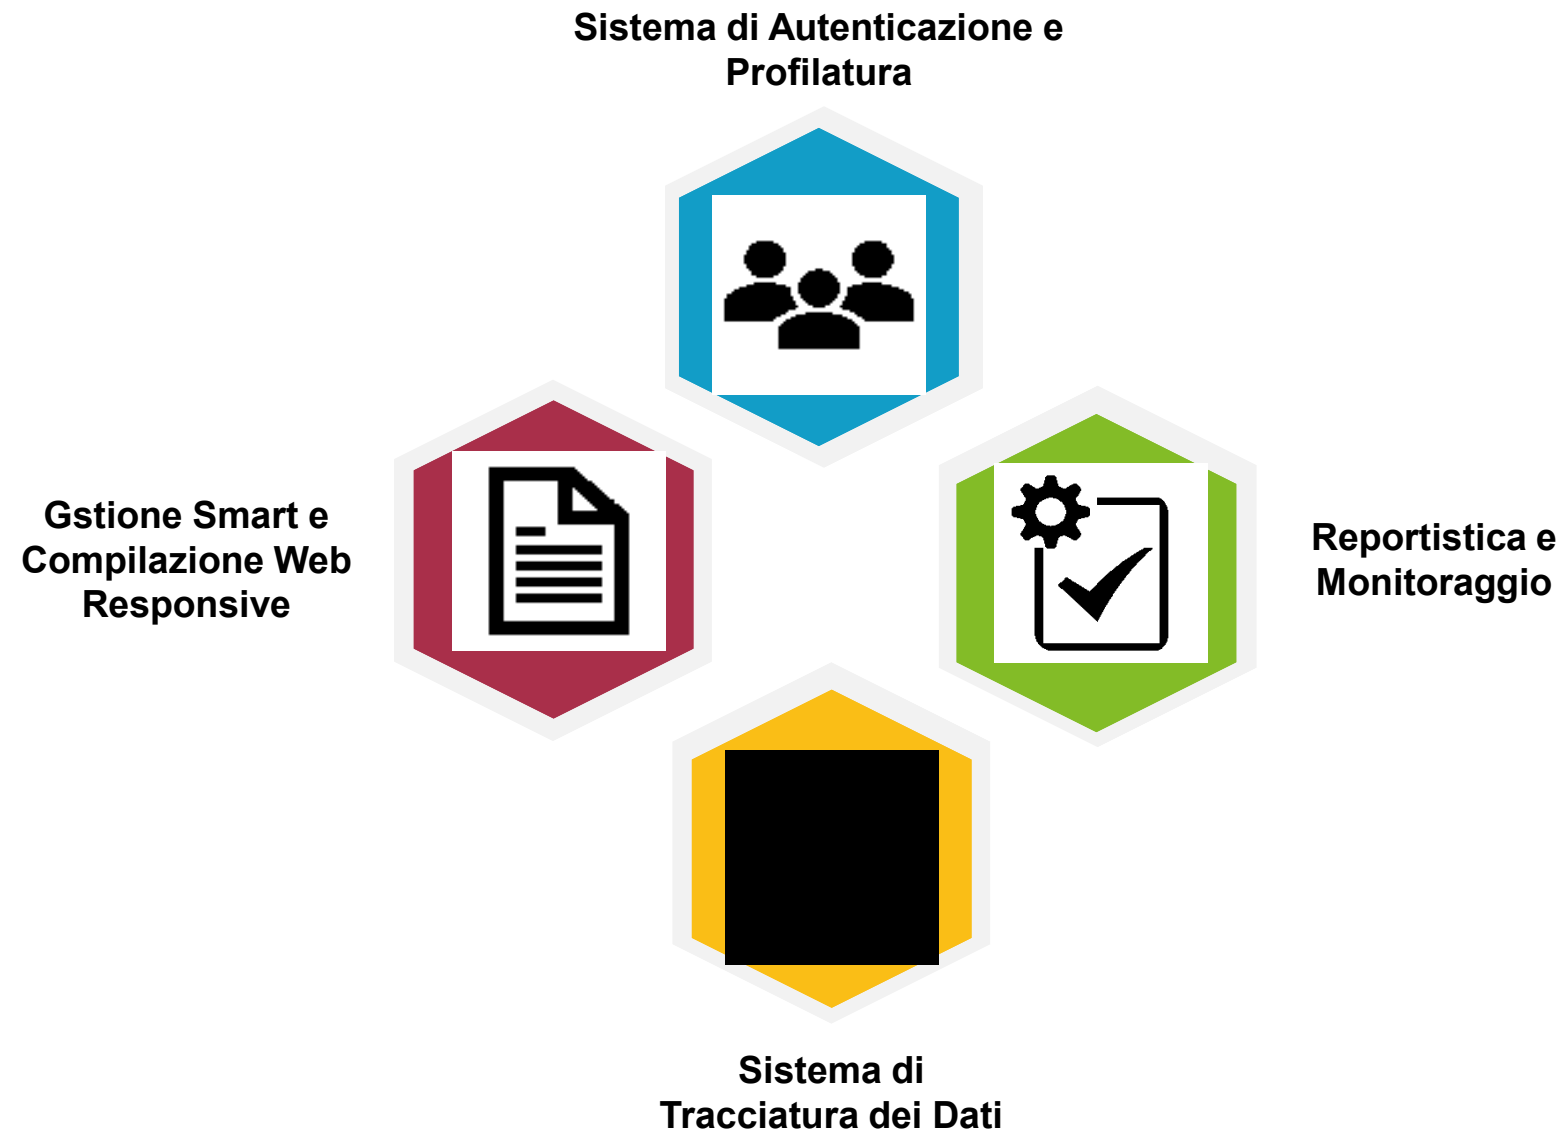 Sistema di Autenticazione e
Profilatura
Gstione Smart e
Compilazione Web
Responsive
Reportistica e
Monitoraggio
Sistema di
Tracciatura dei Dati